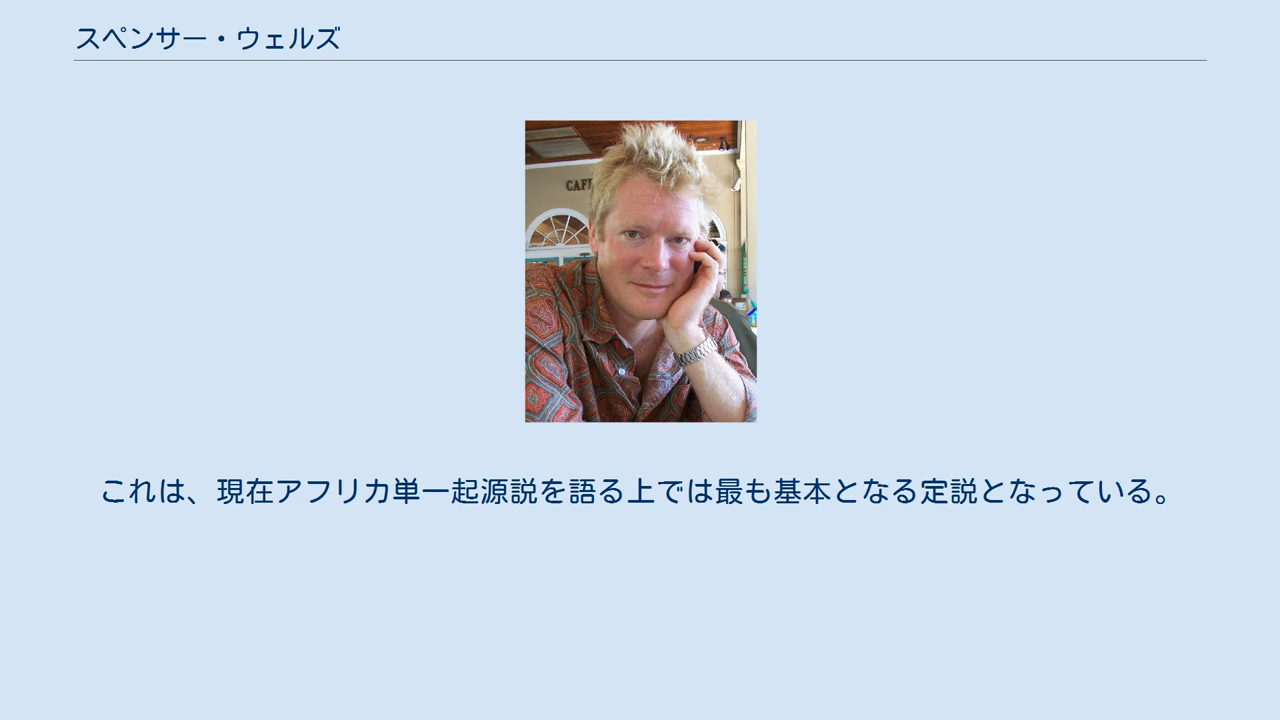 スペンサー・ウェルズ
CAF
これは、現在アフリカ単一起源説を語る上では最も基本となる定説となっている。